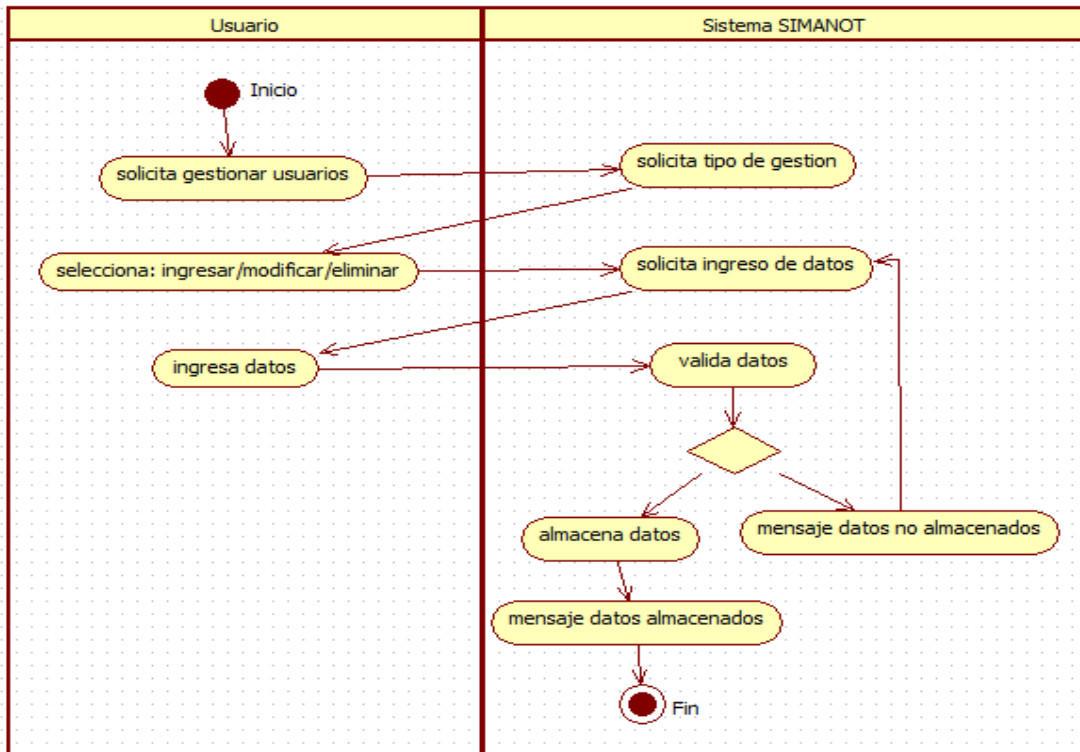 Usuario
Sistema SIMANOT
Inicio
solicita gestionar usuarios
solicita tipo de gestion
selecciona: ingresar/modificar/eliminar
solicita ingreso de datos
ingresa datos
valida datos
almacena datos
mensaje datos no almacenados
mensaje datos almacenados
Fin